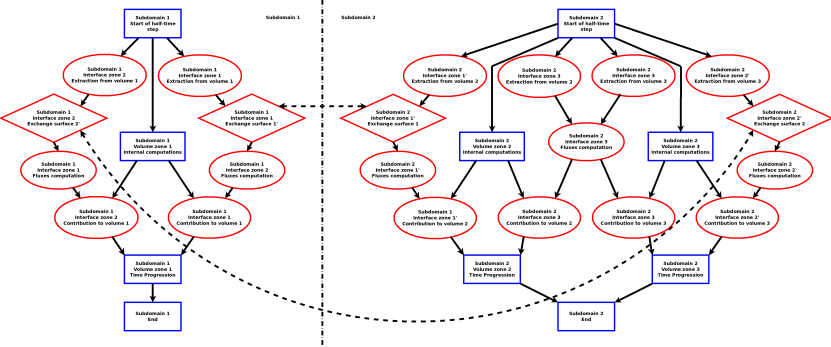 Subdomain 1
Start of half-time
step
Subdomain 1
Subdomain 2
Subdomain 2
Start of half-time
step
Subdomain 1
Interface zone 2
Extraction from volume 1
Subdomain 1
Interface zone 1
Extraction from volume 1
Subdomain 2
Interface zone 1'
Extraction from volume 2
Subdomain 2
Interface zone 3
Extraction from volume 2
Subdomain 2
Interface zone 3
Extraction from volume 3
Subdomain 2
Interface zone 2'
Extraction from volume 3
Subdomain 1
Interface zone 2
Exchange surface 2'
Subdomain 1
Interface zone 1
Exchange surface 1'
Subdomain 2
Interface zone 1'
Exchange surface 1
Subdomain 2
Interface zone 2'
Exchange surface 2
Subdomain 1
Volume zone 1
Internal computations
Subdomain 2
Volume zone 2
Internal computations
Subdomain 2
Interface zone 3
Fluxes computation
Subdomain 2
Volume zone 3
Internal computations
Subdomain 1
Interface zone 1
Fluxes computation
Subdomain 1
Interface zone 2
Fluxes computation
Subdomain 2
Interface zone 1'
Fluxes computation
Subdomain 2
Interface zone 2'
Fluxes computation
Subdomain 1
Interface zone 2
Contribution to volume 1
Subdomain 1
Interface zone 1
Contribution to volume 1
Subdomain 2
Interface zone 1'
Contribution to volume 2
Subdomain 2
Interface zone 3
Contribution to volume 2
Subdomain 2
Interface zone 3
Contribution to volume 3
Subdomain 2
Interface zone 2'
Contribution to volume 3
Subdomain 1
Volume zone 1
Time Progression
Subdomain 2
Volume zone 2
Time Progression
Subdomain 2
Volume zone 3
Time Progression
Subdomain 1
End
Subdomain 2
End